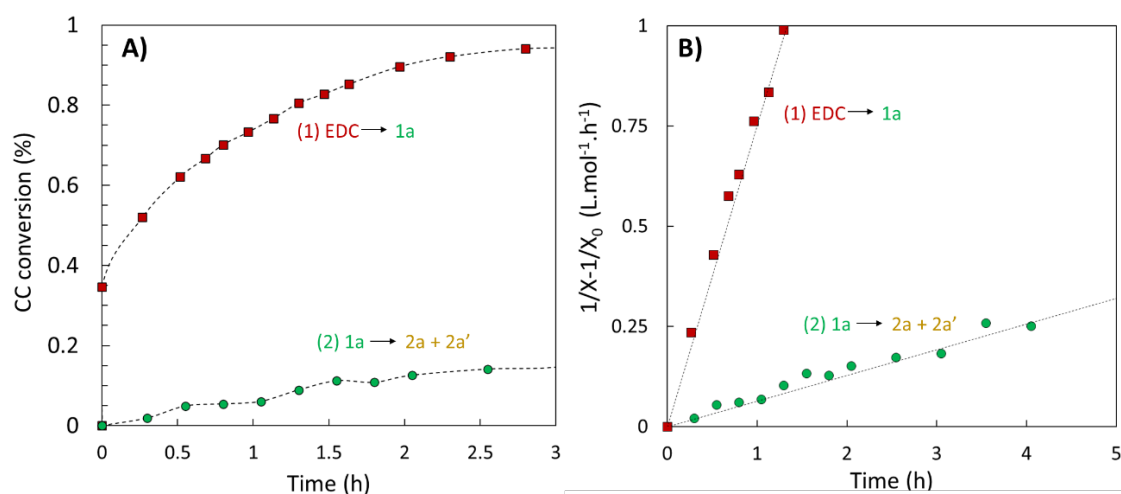 A)
CC conversion (%)
1
0.8
0.6
0.4
0.2
0
(1) EDC → 1a
(2) 1a → 2a + 2a’
0 0.5 1 1.5 2 2.5 3
Time (h)
B)
1/X-1/X₀ (L.mol⁻¹.h⁻¹)
1
0.75
0.5
0.25
0
(1) EDC → 1a
(2) 1a → 2a + 2a’
0 1 2 3 4 5
Time (h)